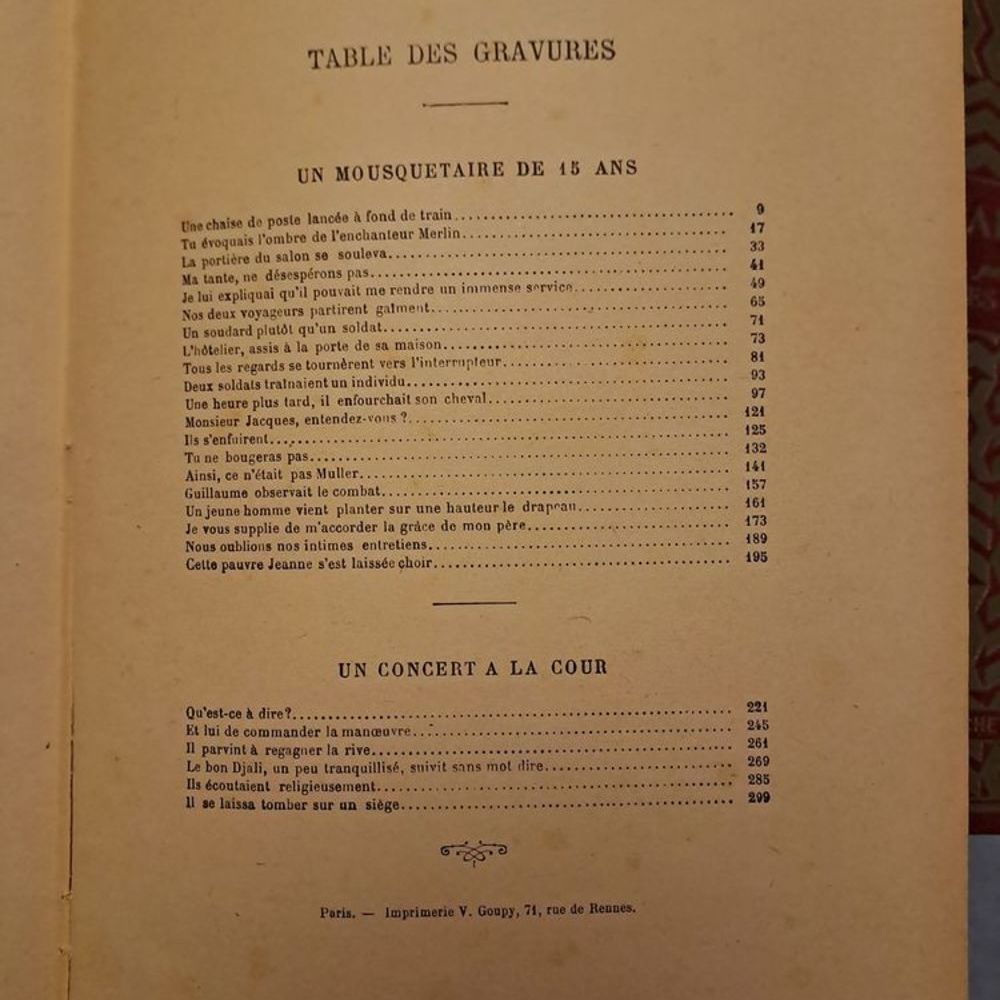 TABLE DES GRAVURES
UN MOUSQUETAIRE DE 15 ANS
Une chaise de poste lancée à fond de train........ 9
Tu évoquais l'ombre de l'enchanteur Merlin........ 17
La portière du salon se souleva........ 33
Ma tante, ne désespérons pas........ 41
Je lui expliquai qu'il pouvait me rendre un immense service........ 49
Nos deux voyageurs partirent gaîment........ 65
Un soudard plutôt qu'un soldat........ 71
L'hôtelier, assis à la porte de sa maison........ 73
Tous les regards se tournèrent vers l'interrupteur........ 81
Deux soldats traînaient un individu........ 93
Une heure plus tard, il enfourchait son cheval........ 97
Monsieur Jacques, entendez-vous ?........ 121
Ils s'enfuirent........ 125
Tu ne bougeras pas........ 132
Ainsi, ce n'était pas Muller........ 141
Guillaume observait le combat........ 157
Un jeune homme vient planter sur une hauteur le drapeau........ 161
Je vous supplie de m'accorder la grâce de mon père........ 173
Nous oublions nos intimes entretiens........ 189
Cette pauvre Jeanne s'est laissée choir........ 195
UN CONCERT A LA COUR
Qu'est-ce à dire?........ 221
Et lui de commander la manœuvre........ 245
Il parvint à regagner la rive........ 261
Le bon Djali, un peu tranquillisé, suivit sans mot dire........ 269
Ils écoutaient religieusement........ 285
Il se laissa tomber sur un siège........ 299
Paris. — Imprimerie V. Goupy, 71, rue de Rennes.